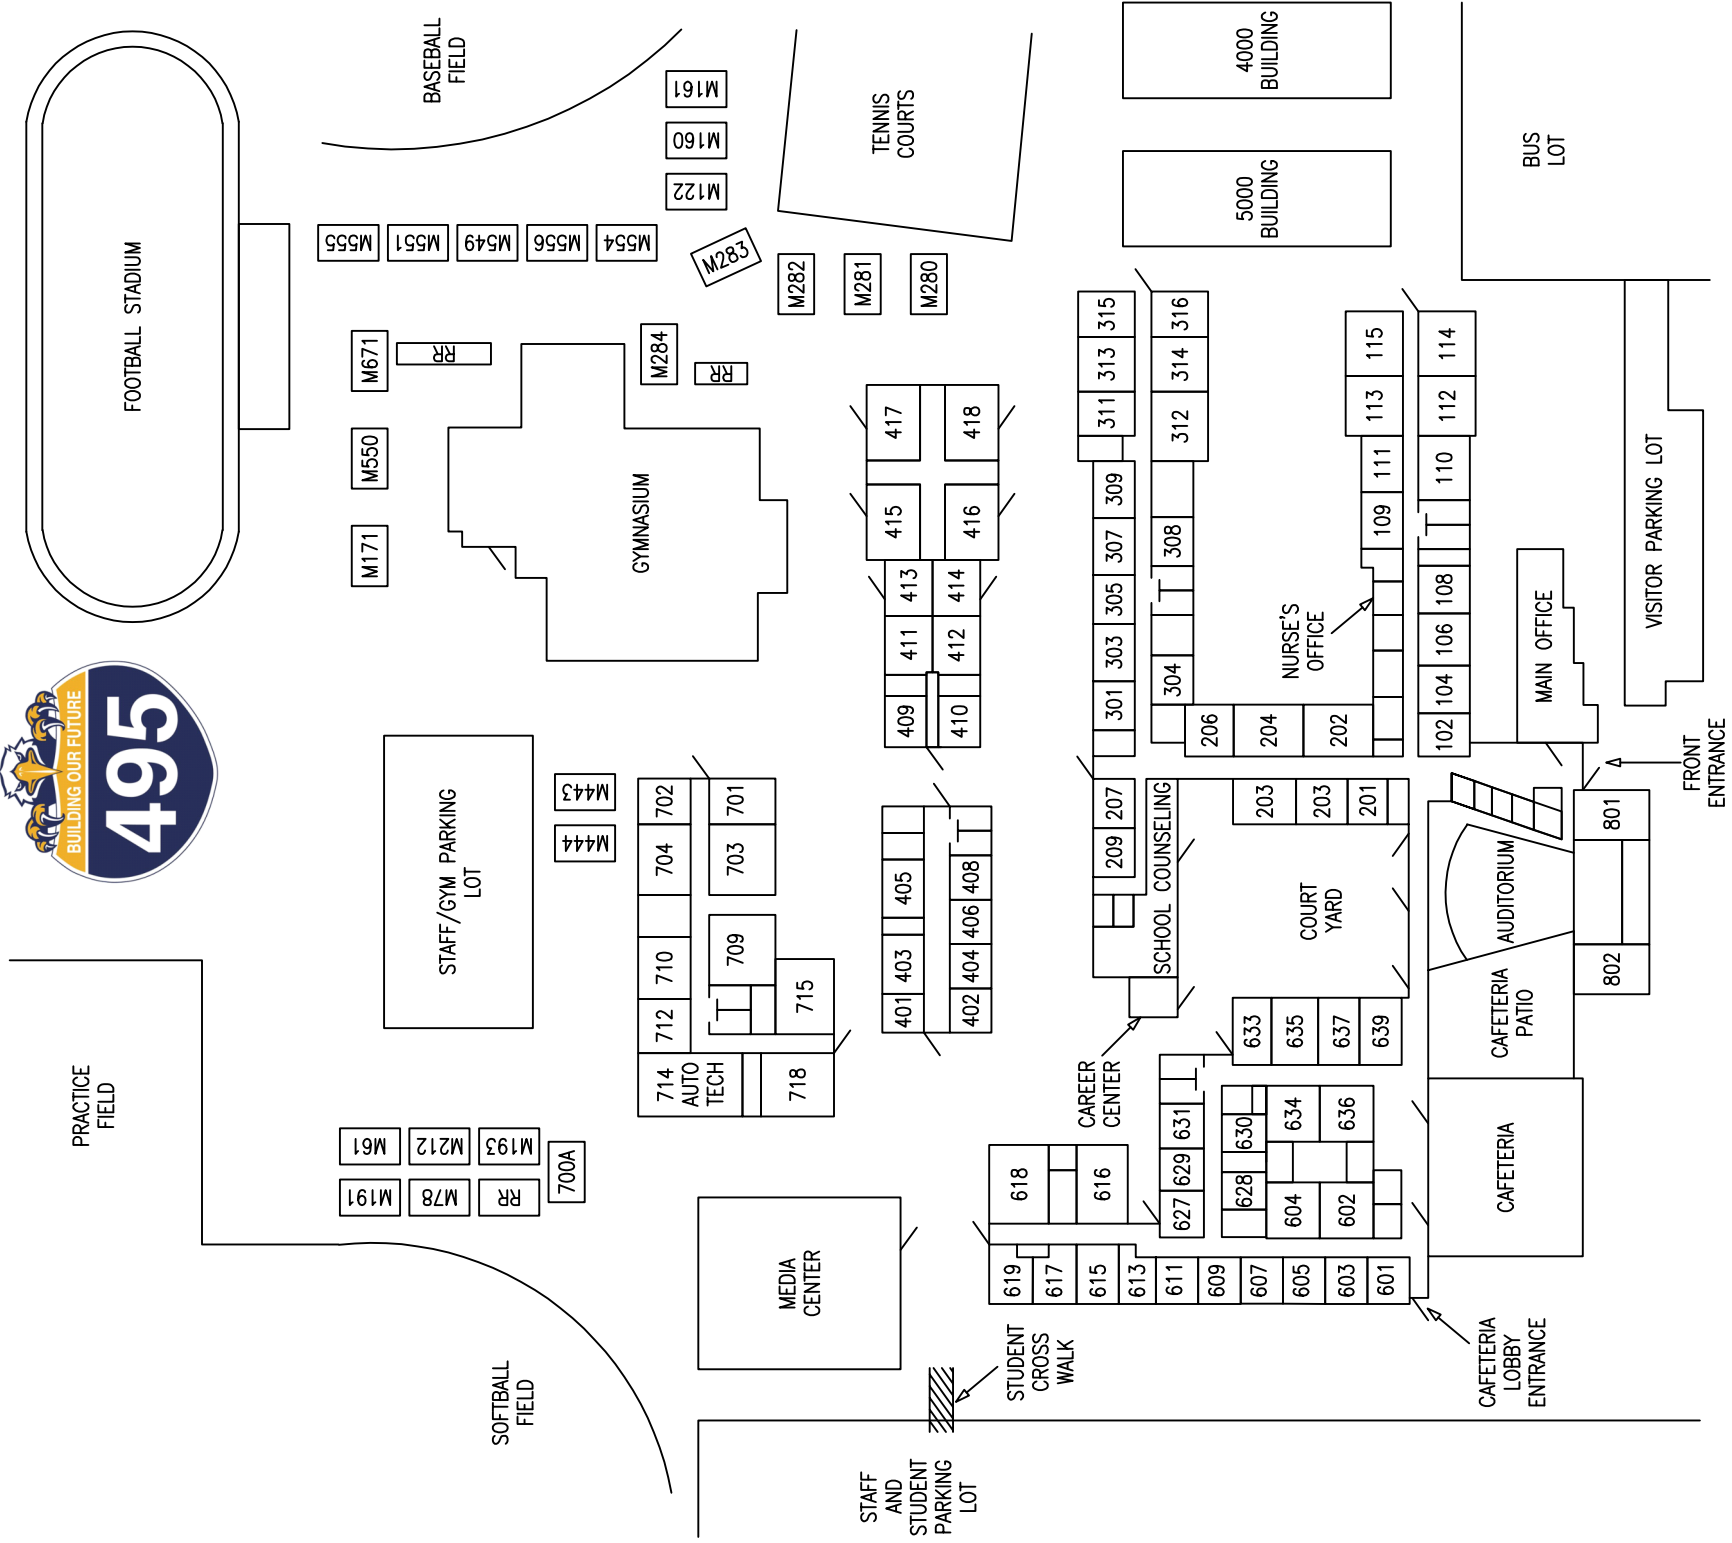 BUILDING OUR FUTURE
495
FOOTBALL STADIUM
BASEBALL
FIELD
M161
M160
M122
M555
M551
M549
M556
M554
M283
M282
M281
M280
TENNIS
COURTS
4000
BUILDING
5000
BUILDING
BUS
LOT
M671
RR
M284
RR
M550
M171
GYMNASIUM
417
418
415
416
413
414
411
412
409
410
315
316
313
314
311
312
309
307
308
305
303
304
301
206
204
202
115
114
113
112
111
110
109
108
106
104
102
NURSE'S
OFFICE
MAIN OFFICE
VISITOR PARKING LOT
FRONT
ENTRANCE
STAFF/GYM PARKING
LOT
M443
M444
702
701
704
703
709
710
715
712
714
AUTO
TECH
718
405
408
406
403
404
401
402
207
209
SCHOOL COUNSELING
203
203
201
COURT
YARD
AUDITORIUM
801
802
CAFETERIA
PATIO
CAFETERIA
CAREER
CENTER
633
635
637
639
631
629
627
630
628
634
636
604
602
618
616
619
617
615
613
611
609
607
605
603
601
PRACTICE
FIELD
M61
M212
M193
M191
M78
RR
700A
MEDIA
CENTER
SOFTBALL
FIELD
STUDENT
CROSS
WALK
CAFETERIA
LOBBY
ENTRANCE
STAFF
AND
STUDENT
PARKING
LOT